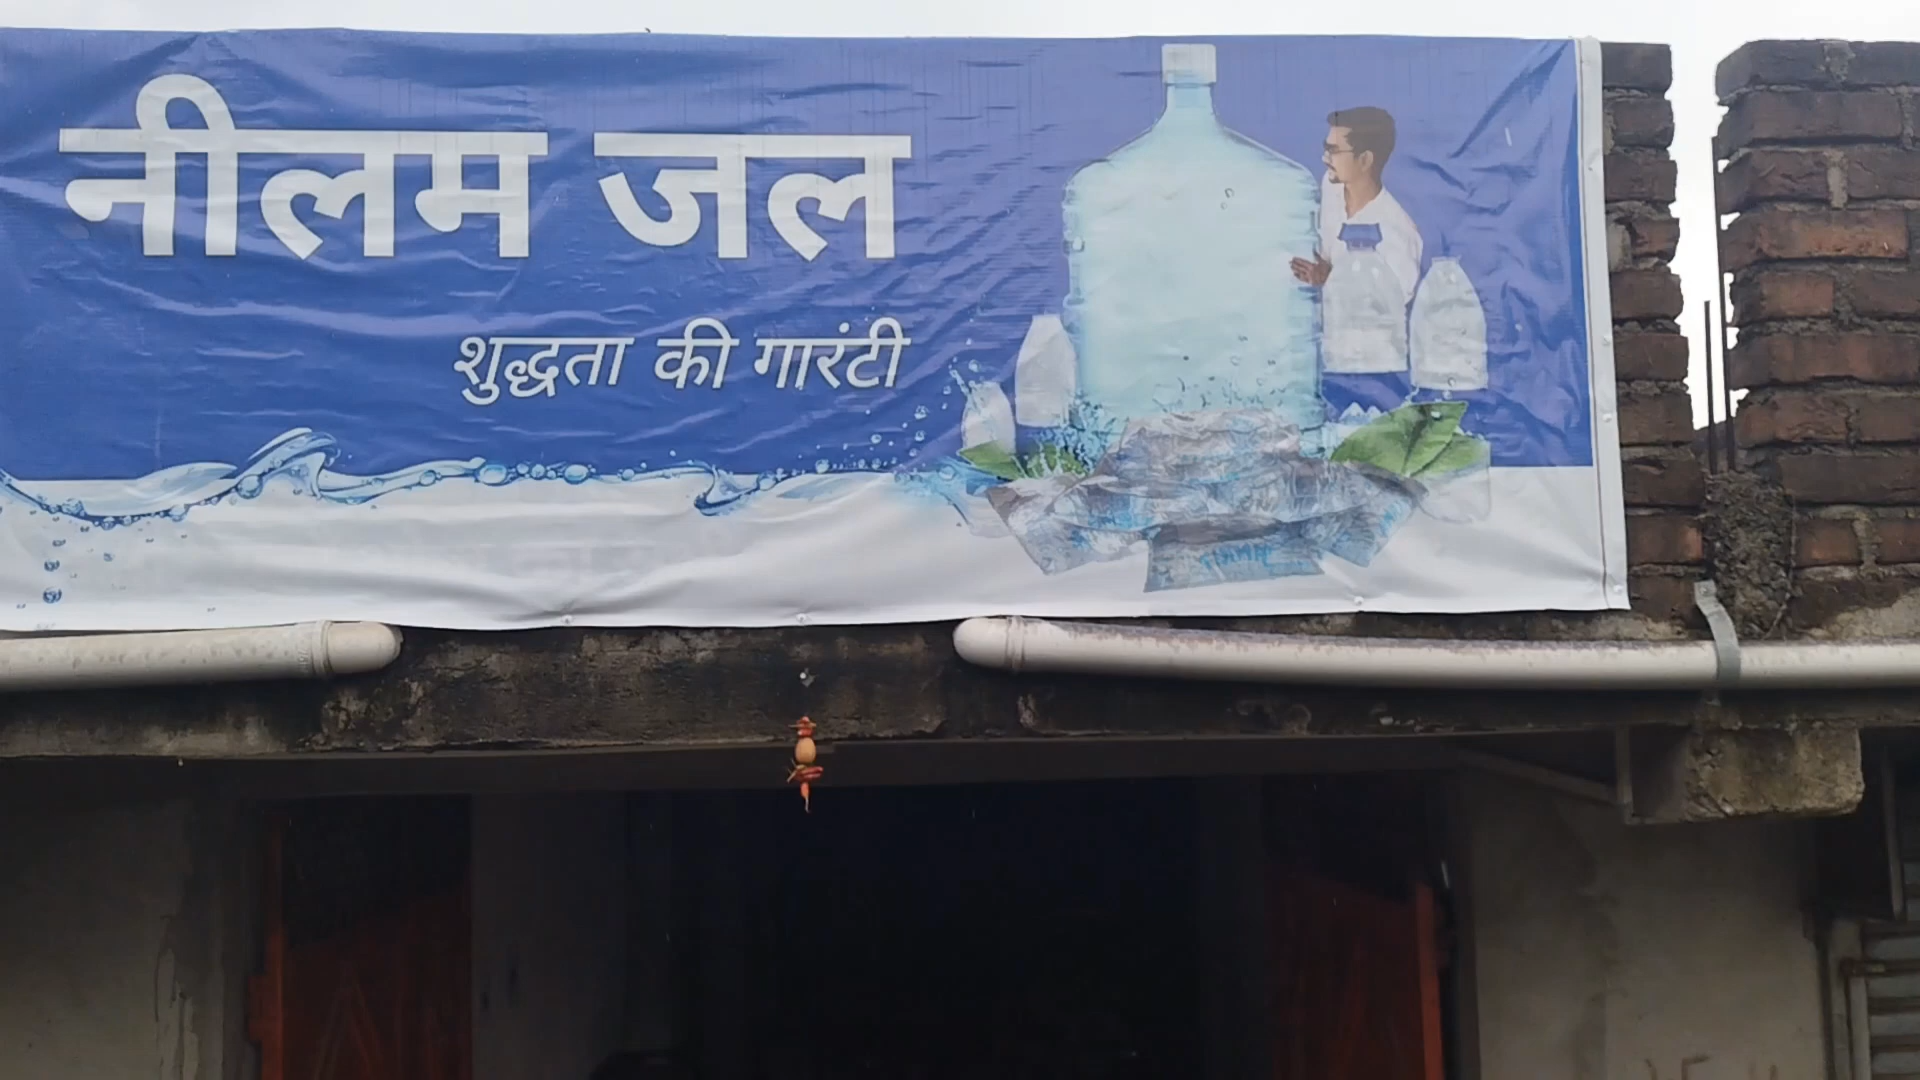 नीलम जल
शुद्धता की गारंटी